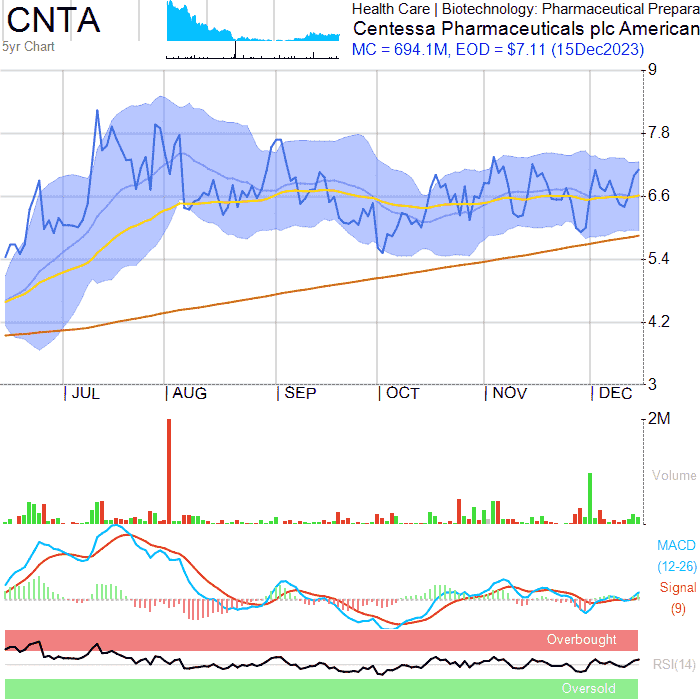 CNTA
5yr Chart
Health Care | Biotechnology: Pharmaceutical Prepara
Centessa Pharmaceuticals plc American
MC = 694.1M, EOD = $7.11 (15Dec2023)
9
7.8
6.6
5.4
4.2
3
JUL
AUG
SEP
OCT
NOV
DEC
2M
Volume
MACD
(12-26)
Signal
(9)
Overbought
RSI(14)
Oversold